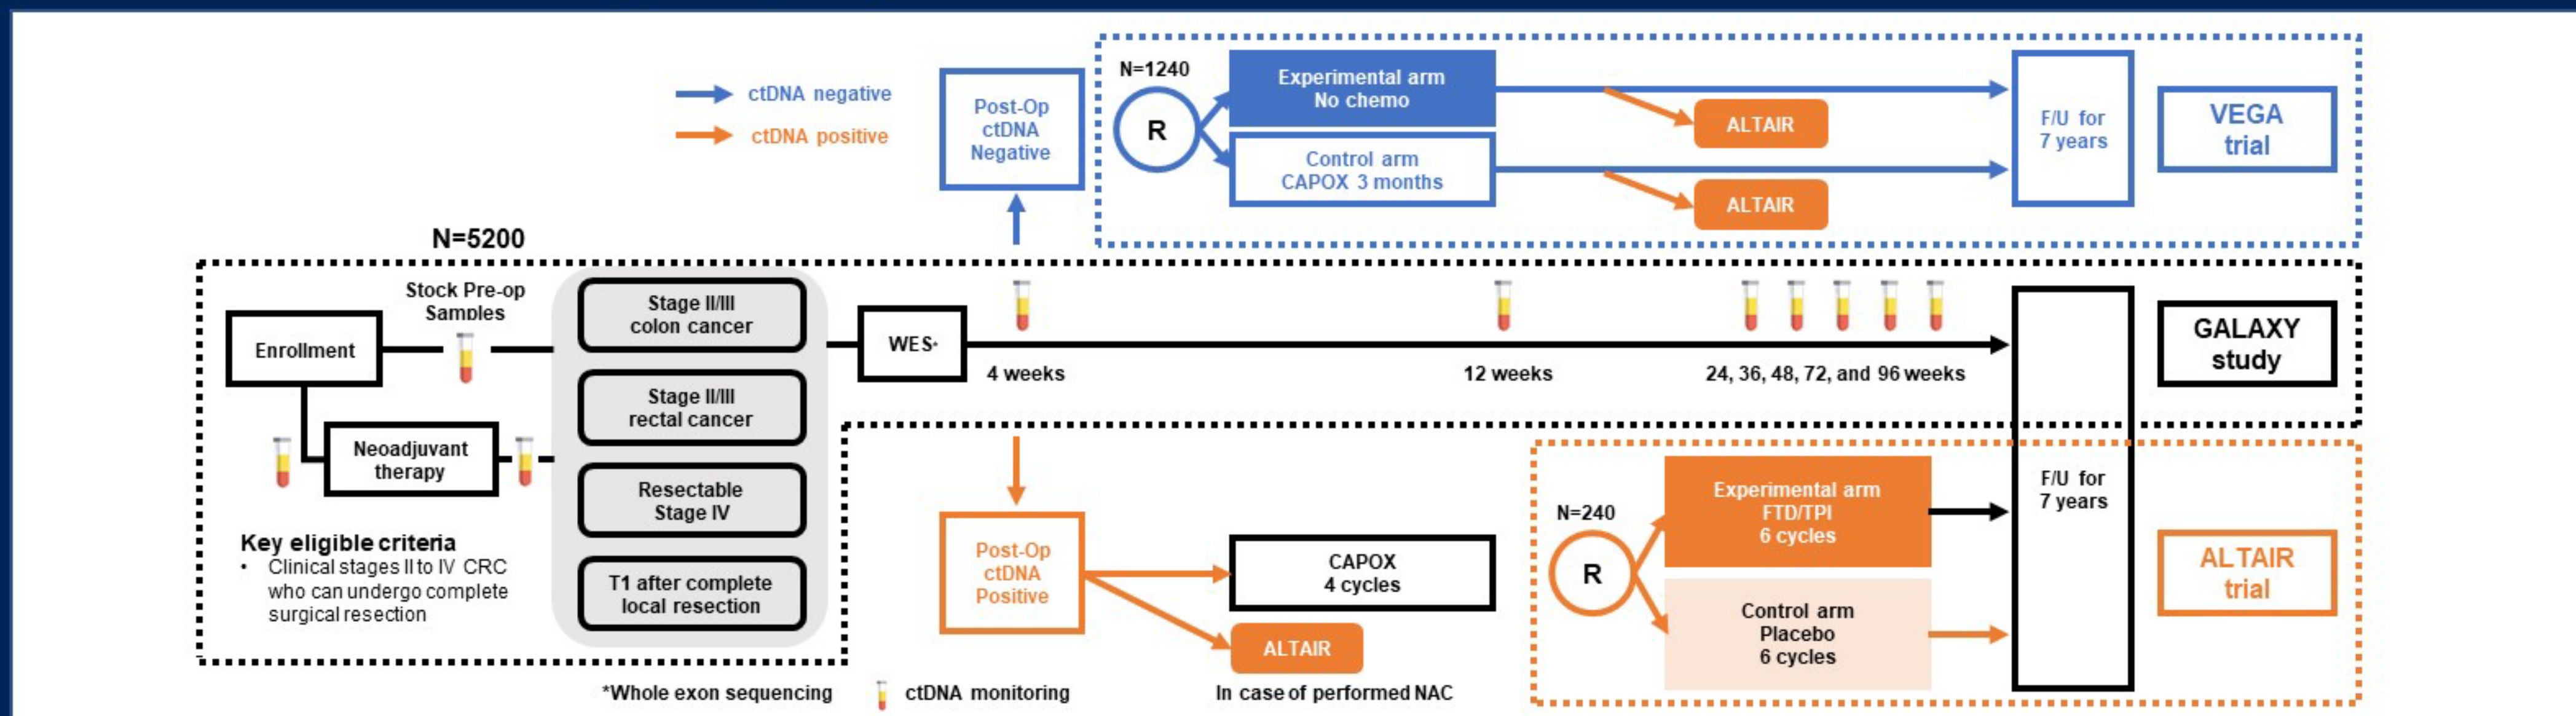 ctDNA negative
ctDNA positive
Post-Op
ctDNA
Negative
N=1240
R
Experimental arm
No chemo
Control arm
CAPOX 3 months
ALTAIR
ALTAIR
F/U for
7 years
VEGA
trial
N=5200
Enrollment
Stock Pre-op
Samples
Neoadjuvant
therapy
Key eligible criteria
• Clinical stages II to IV CRC
who can undergo complete
surgical resection
Stage II/III
colon cancer
Stage II/III
rectal cancer
Resectable
Stage IV
T1 after complete
local resection
WES*
4 weeks
12 weeks
24, 36, 48, 72, and 96 weeks
GALAXY
study
Post-Op
ctDNA
Positive
CAPOX
4 cycles
ALTAIR
In case of performed NAC
N=240
R
Experimental arm
FTD/TPI
6 cycles
Control arm
Placebo
6 cycles
F/U for
7 years
ALTAIR
trial
*Whole exon sequencing
ctDNA monitoring